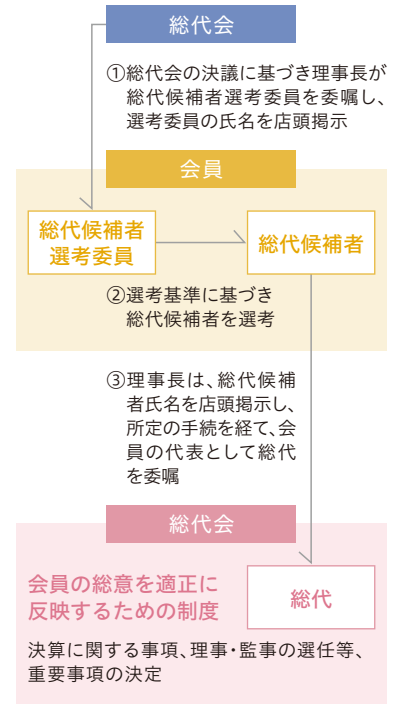 総代会
①総代会の決議に基づき理事長が
総代候補者選考委員を委嘱し、
選考委員の氏名を店頭掲示
会員
総代候補者
選考委員
総代候補者
②選考基準に基づき
総代候補者を選考
③理事長は、総代候補
者氏名を店頭掲示し、
所定の手続を経て、会
員の代表として総代
を委嘱
総代会
会員の総意を適正に
反映するための制度
総代
決算に関する事項、理事・監事の選任等、
重要事項の決定